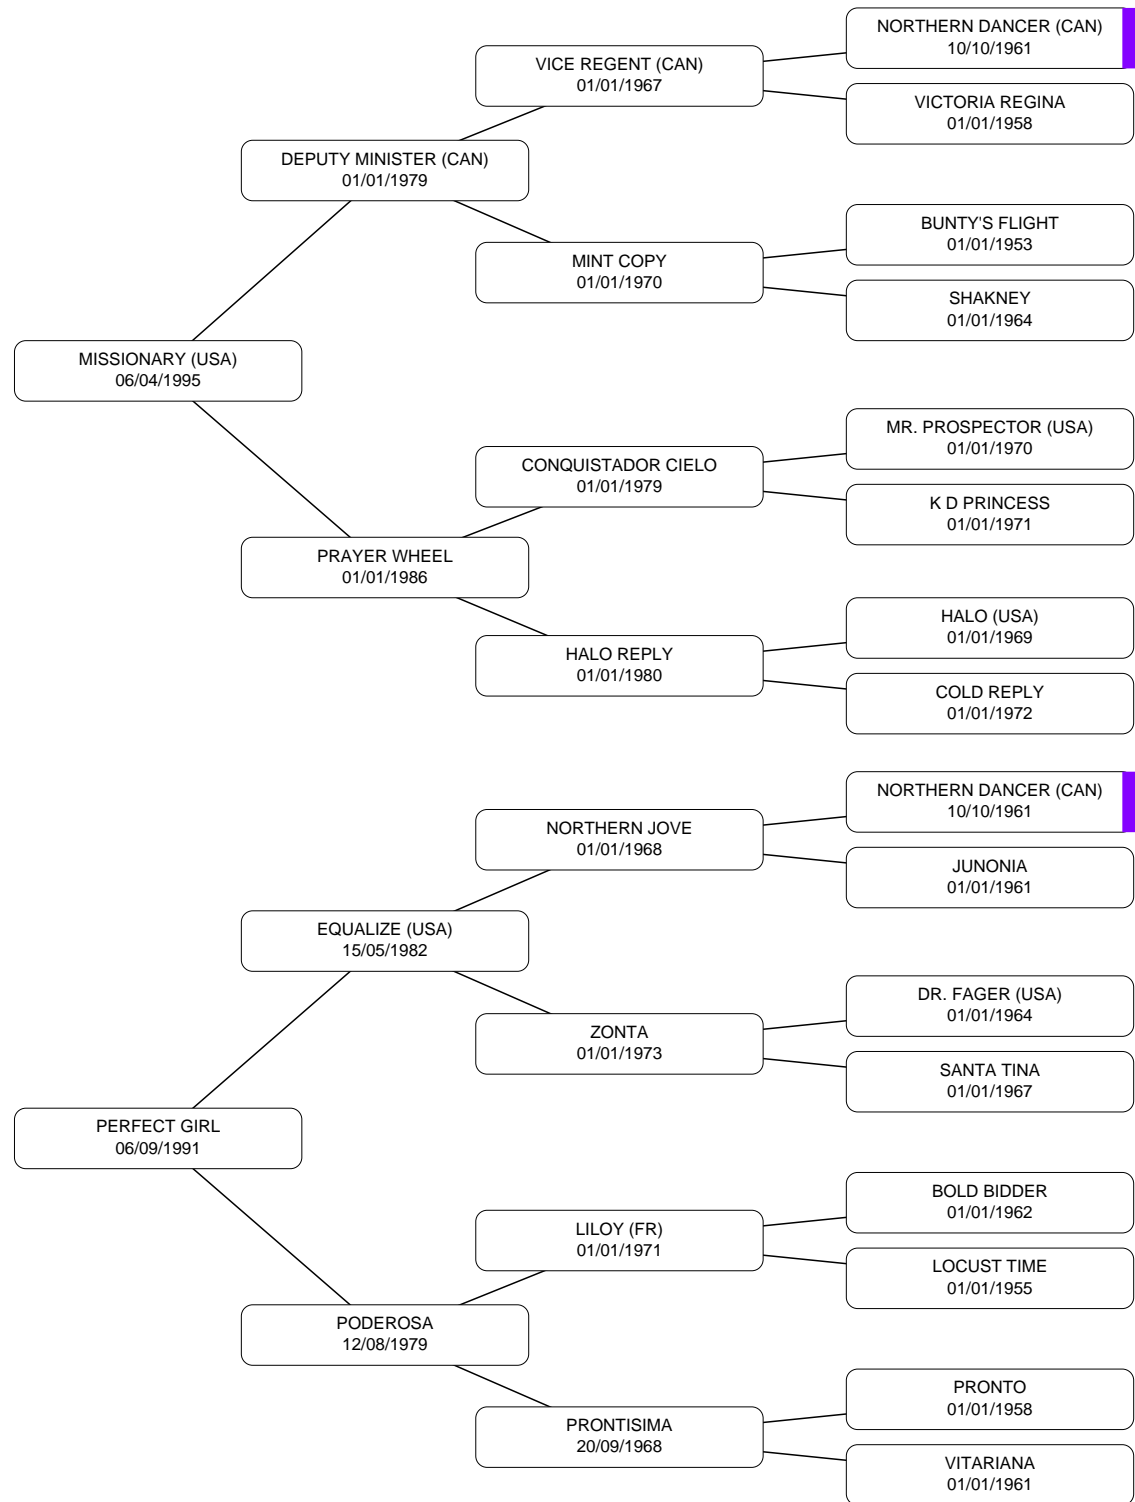 NORTHERN DANCER (CAN)
10/10/1961
VICE REGENT (CAN)
01/01/1967
VICTORIA REGINA
01/01/1958
DEPUTY MINISTER (CAN)
01/01/1979
BUNTY'S FLIGHT
01/01/1953
MINT COPY
01/01/1970
SHAKNEY
01/01/1964
MISSIONARY (USA)
06/04/1995
MR. PROSPECTOR (USA)
01/01/1970
CONQUISTADOR CIELO
01/01/1979
K D PRINCESS
01/01/1971
PRAYER WHEEL
01/01/1986
HALO (USA)
01/01/1969
HALO REPLY
01/01/1980
COLD REPLY
01/01/1972
NORTHERN DANCER (CAN)
10/10/1961
NORTHERN JOVE
01/01/1968
JUNONIA
01/01/1961
EQUALIZE (USA)
15/05/1982
DR. FAGER (USA)
01/01/1964
ZONTA
01/01/1973
SANTA TINA
01/01/1967
PERFECT GIRL
06/09/1991
BOLD BIDDER
01/01/1962
LILOY (FR)
01/01/1971
LOCUST TIME
01/01/1955
PODEROSA
12/08/1979
PRONTO
01/01/1958
PRONTISIMA
20/09/1968
VITARIANA
01/01/1961